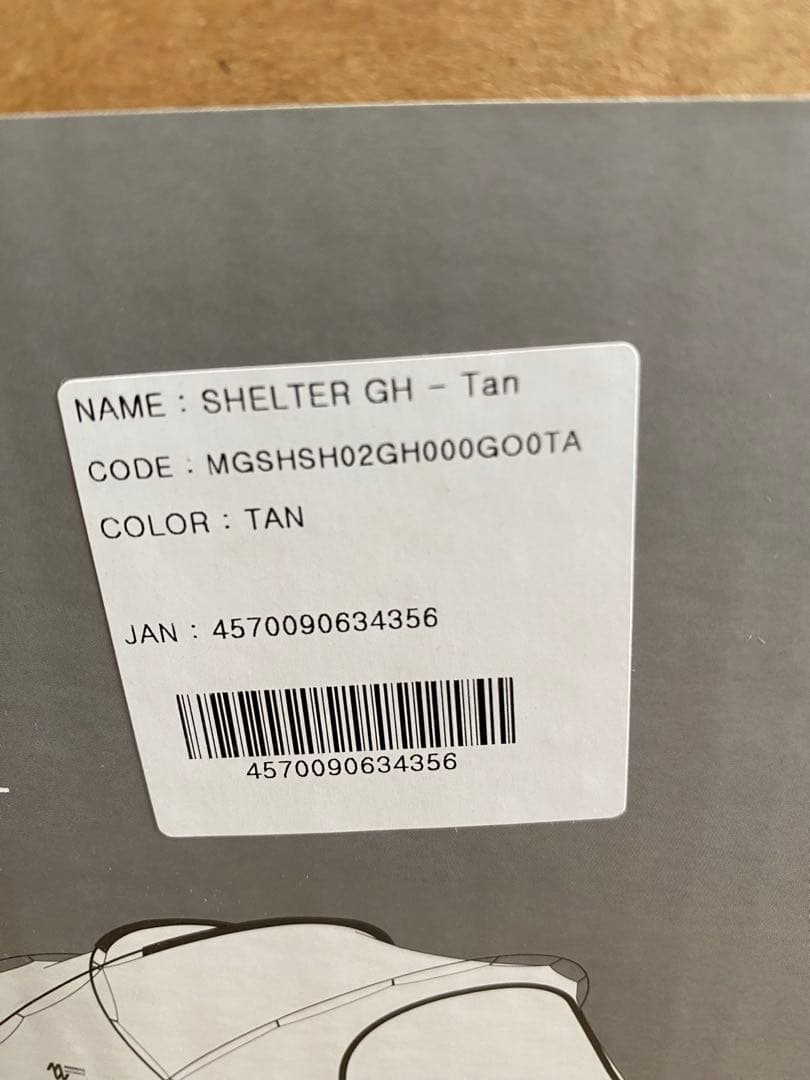 NAME : SHELTER GH - Tan
CODE : MGSHSH02GH000GO0TA
COLOR : TAN
JAN : 4570090634356
4570090634356